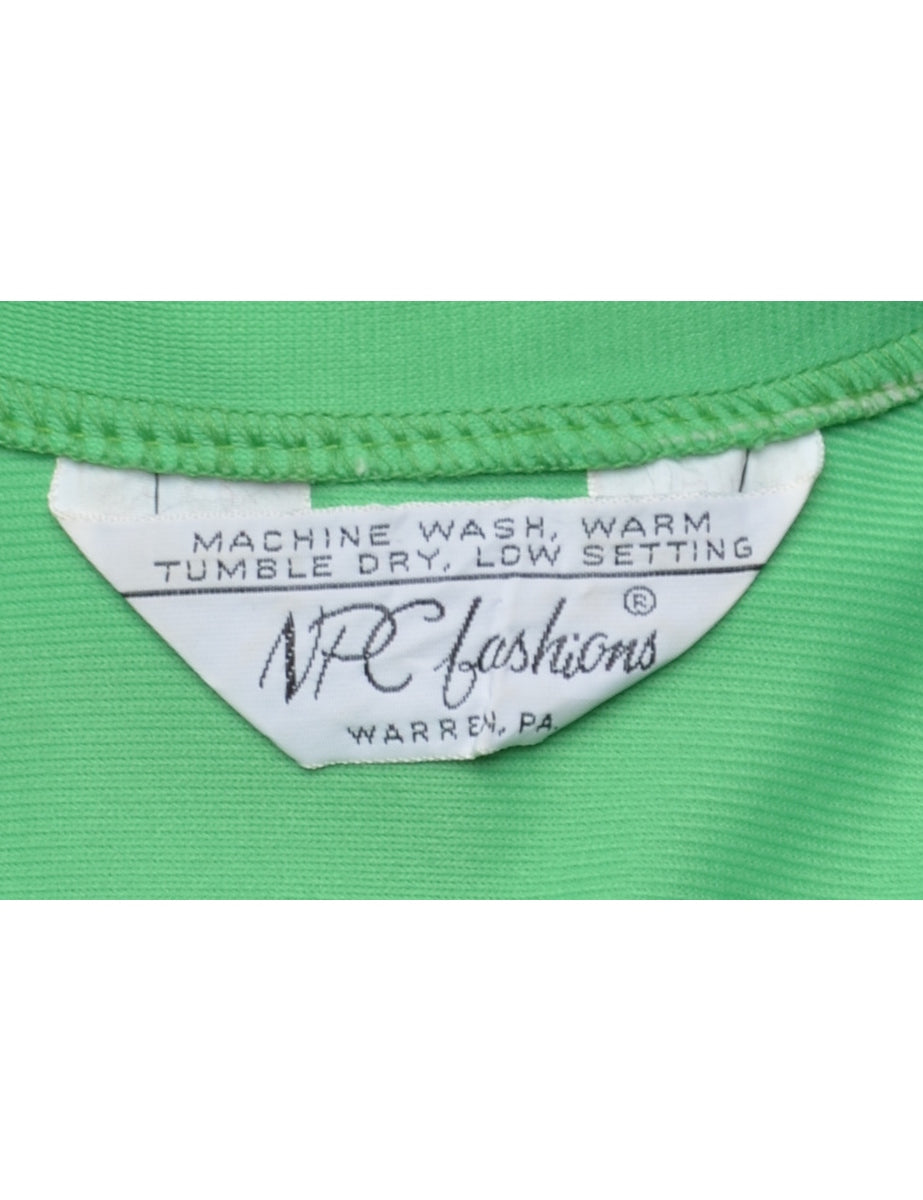 MACHINE WASH, WARM
TUMBLE DRY, LOW SETTING
NPC fashions ®
WARREN, PA.